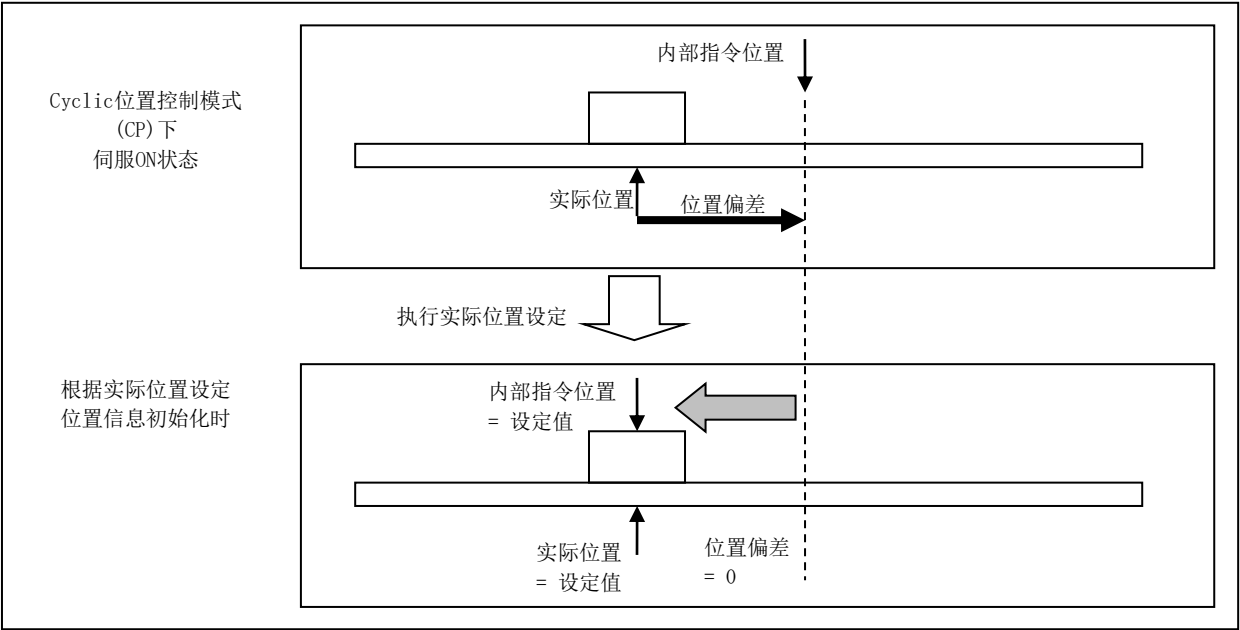 内部指令位置
Cyclic位置控制模式
(CP)下
伺服ON状态
实际位置
位置偏差
执行实际位置设定
根据实际位置设定
位置信息初始化时
内部指令位置
= 设定值
实际位置
= 设定值
位置偏差
= 0